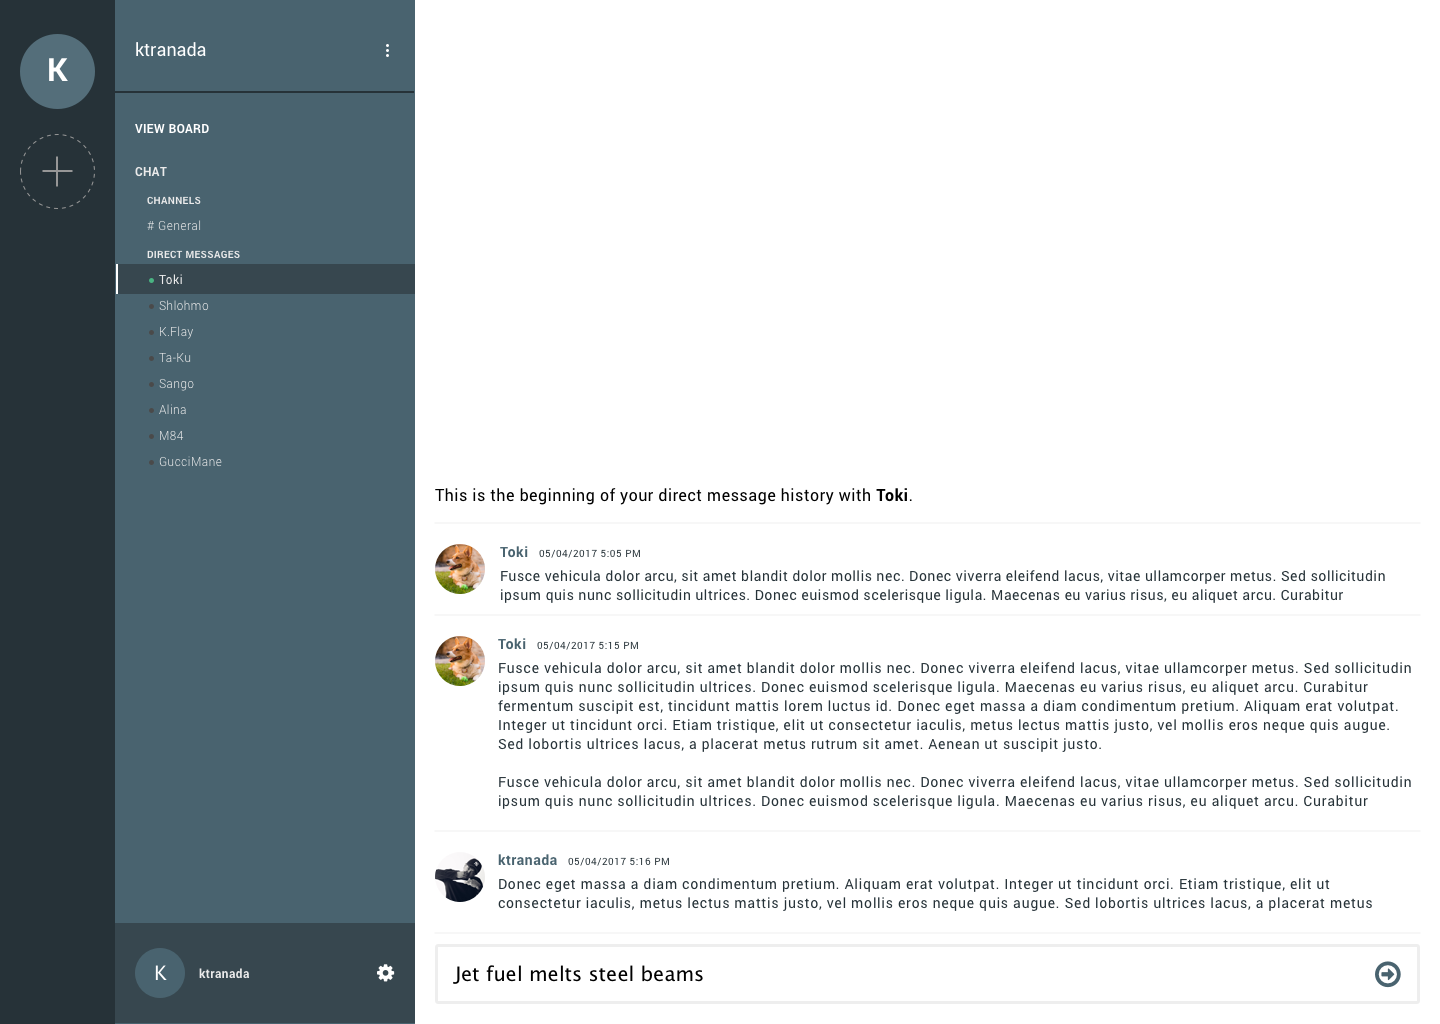 K
ktranada
VIEW BOARD
CHAT
CHANNELS
# General
DIRECT MESSAGES
Toki
Shlohmo
K.Flay
Ta-Ku
Sango
Alina
M84
GucciMane
K
ktranada
This is the beginning of your direct message history with Toki.
Toki 05/04/2017 5:05 PM
Fusce vehicula dolor arcu, sit amet blandit dolor mollis nec. Donec viverra eleifend lacus, vitae ullamcorper metus. Sed sollicitudin
ipsum quis nunc sollicitudin ultrices. Donec euismod scelerisque ligula. Maecenas eu varius risus, eu aliquet arcu. Curabitur
Toki 05/04/2017 5:15 PM
Fusce vehicula dolor arcu, sit amet blandit dolor mollis nec. Donec viverra eleifend lacus, vitae ullamcorper metus. Sed sollicitudin
ipsum quis nunc sollicitudin ultrices. Donec euismod scelerisque ligula. Maecenas eu varius risus, eu aliquet arcu. Curabitur
fermentum suscipit est, tincidunt mattis lorem luctus id. Donec eget massa a diam condimentum pretium. Aliquam erat volutpat.
Integer ut tincidunt orci. Etiam tristique, elit ut consectetur iaculis, metus lectus mattis justo, vel mollis eros neque quis augue.
Sed lobortis ultrices lacus, a placerat metus rutrum sit amet. Aenean ut suscipit justo.
Fusce vehicula dolor arcu, sit amet blandit dolor mollis nec. Donec viverra eleifend lacus, vitae ullamcorper metus. Sed sollicitudin
ipsum quis nunc sollicitudin ultrices. Donec euismod scelerisque ligula. Maecenas eu varius risus, eu aliquet arcu. Curabitur
ktranada 05/04/2017 5:16 PM
Donec eget massa a diam condimentum pretium. Aliquam erat volutpat. Integer ut tincidunt orci. Etiam tristique, elit ut
consectetur iaculis, metus lectus mattis justo, vel mollis eros neque quis augue. Sed lobortis ultrices lacus, a placerat metus
Jet fuel melts steel beams